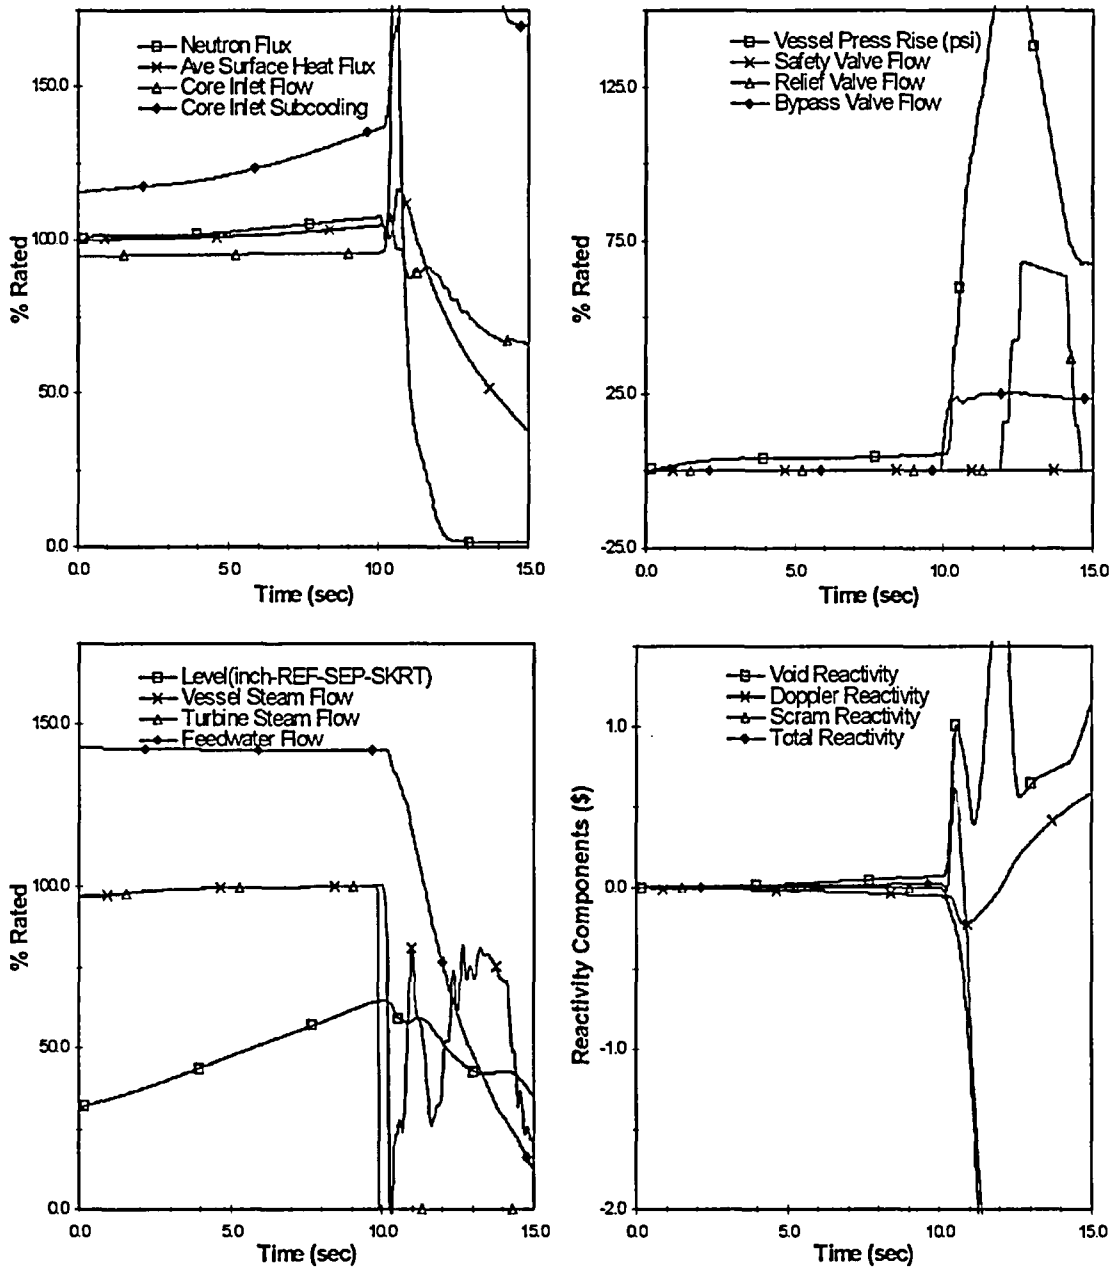 Neutron Flux
Ave Surface Heat Flux
Core Inlet Flow
Core Inlet Subcoding
150.0
100.0
50.0
0.0
% Rated
0.0 5.0 10.0 15.0
Time (sec)
Vessel Press Rise (psi)
Safety Valve Flow
Relief Valve Flow
Bypass Valve Flow
125.0
75.0
25.0
-25.0
% Rated
0.0 5.0 10.0 15.0
Time (sec)
Level(inch-REF-SEP-SKRT)
Vessel Steam Flow
Turbine Steam Flow
Feedwater Flow
150.0
100.0
50.0
0.0
% Rated
0.0 5.0 10.0 15.0
Time (sec)
Void Reactivity
Doppler Reactivity
Scram Reactivity
Total Reactivity
1.0
0.0
-1.0
-2.0
Reactivity Components ($)
0.0 5.0 10.0 15.0
Time (sec)